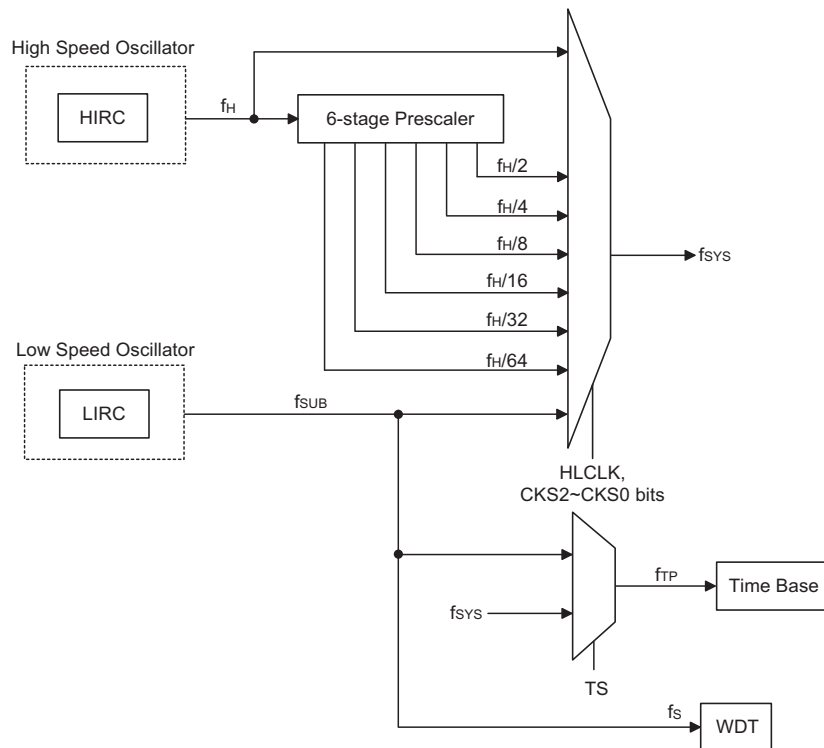 High Speed Oscillator
HIRC
fH
6-stage Prescaler
fH/2
fH/4
fH/8
fH/16
fH/32
fH/64
fSYS
Low Speed Oscillator
LIRC
fSUB
HLCLK,
CKS2~CKS0 bits
fTP
Time Base
fSYS
TS
fS
WDT